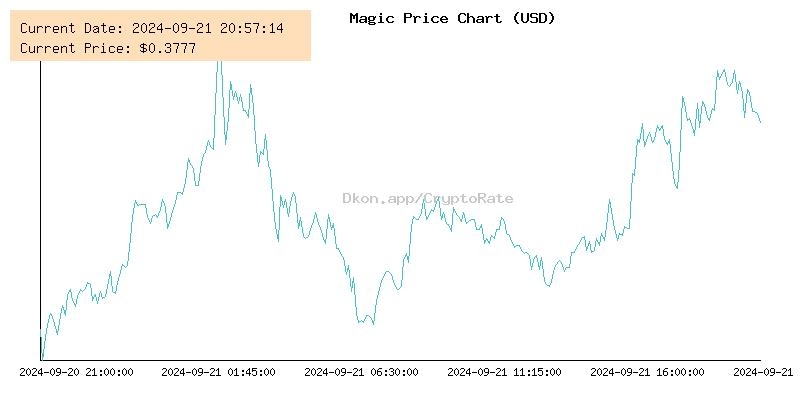 Magic Price Chart (USD)
Current Date: 2024-09-21 20:57:14
Current Price: $0.3777
Dkon.app/CryptoRate
2024-09-20 21:00:00 2024-09-21 01:45:00 2024-09-21 06:30:00 2024-09-21 11:15:00 2024-09-21 16:00:00 2024-09-21